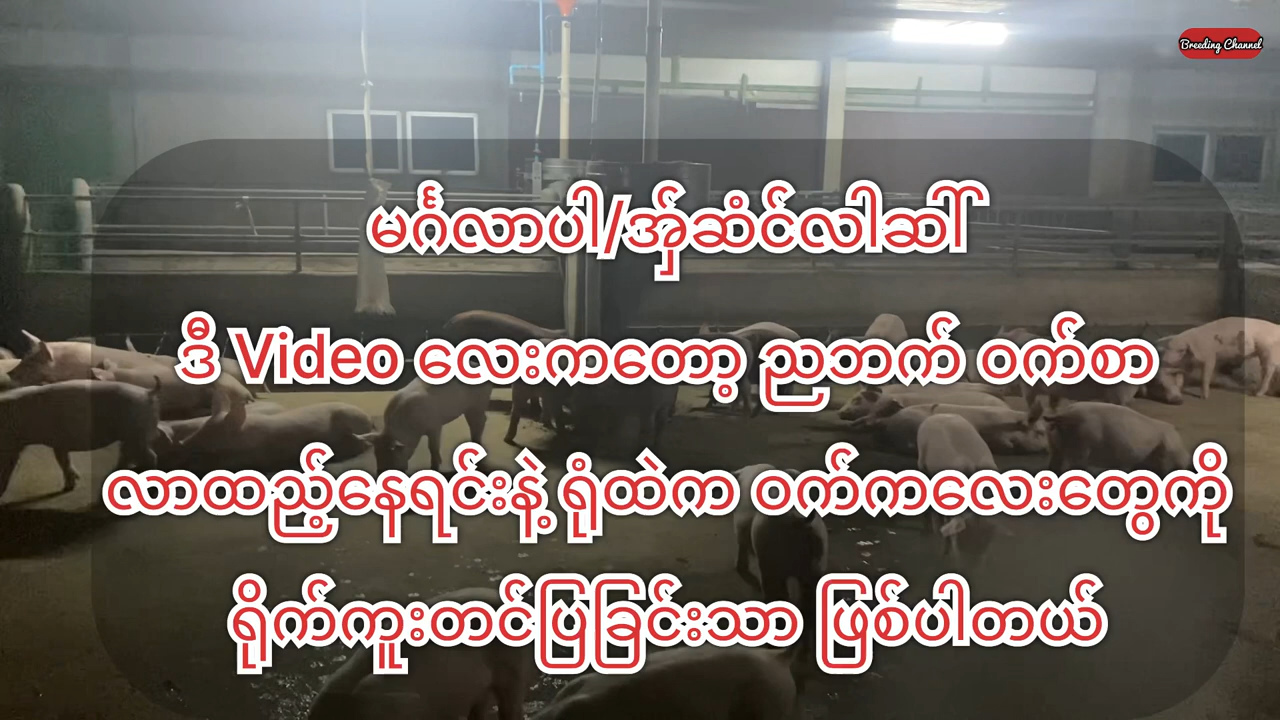 Breeding Channel
မင်္ဂလာပါ/အှ်ဆံင်လါဆါ်
ဒီ Video လေးကတော့ ညဘက် ဝက်စာ
လာထည့်နေရင်းနဲ့ ရုံထဲက ဝက်ကလေးတွေကို
ရိုက်ကူးတင်ပြခြင်းသာ ဖြစ်ပါတယ်